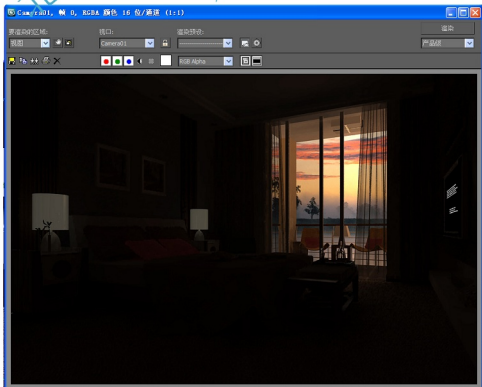 Camera01, 帧 0, RGBA 颜色 16 位/通道 (1:1)
要渲染的区域: 视口: 渲染预设: 渲染
视图 Camera01 产品级
RGB Alpha